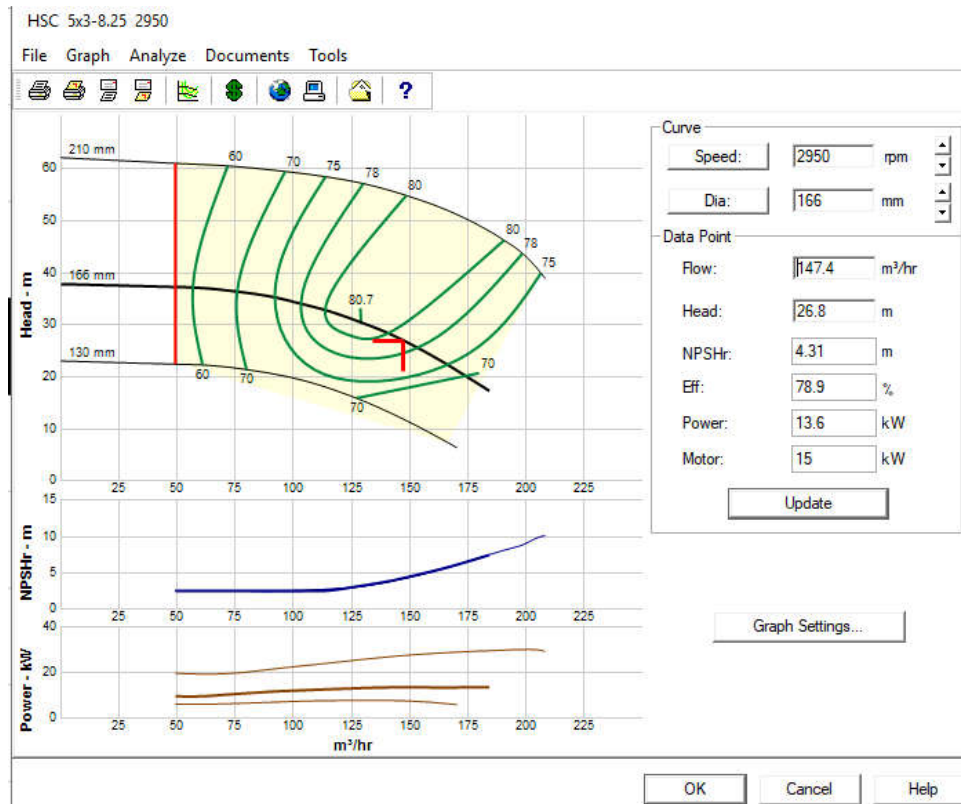 HSC 5x3-8.25 2950
File Graph Analyze Documents Tools
$ ?
Head - m
60
50
40
30
20
10
0
210 mm
166 mm
130 mm
60 70 75 78 80
80
78
75
80.7
70
60 70
70
25 50 75 100 125 150 175 200 225
NPSHr - m
15
10
5
0
25 50 75 100 125 150 175 200 225
Power - kW
40
20
0
25 50 75 100 125 150 175 200 225
m³/hr
Curve
Speed: 2950 rpm
Dia: 166 mm
Data Point
Flow: 147.4 m³/hr
Head: 26.8 m
NPSHr: 4.31 m
Eff: 78.9 %
Power: 13.6 kW
Motor: 15 kW
Update
Graph Settings...
OK Cancel Help